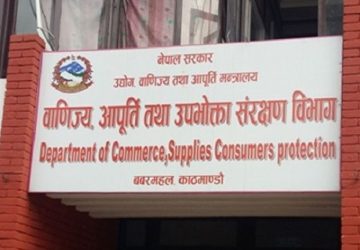 नेपाल सरकार
उद्योग, वाणिज्य तथा आपूर्ति मन्त्रालय
वाणिज्य, आपूर्ति तथा उपभोक्ता संरक्षण विभाग
Department of Commerce,Supplies Consumers protection
बबरमहल, काठमाण्डौ